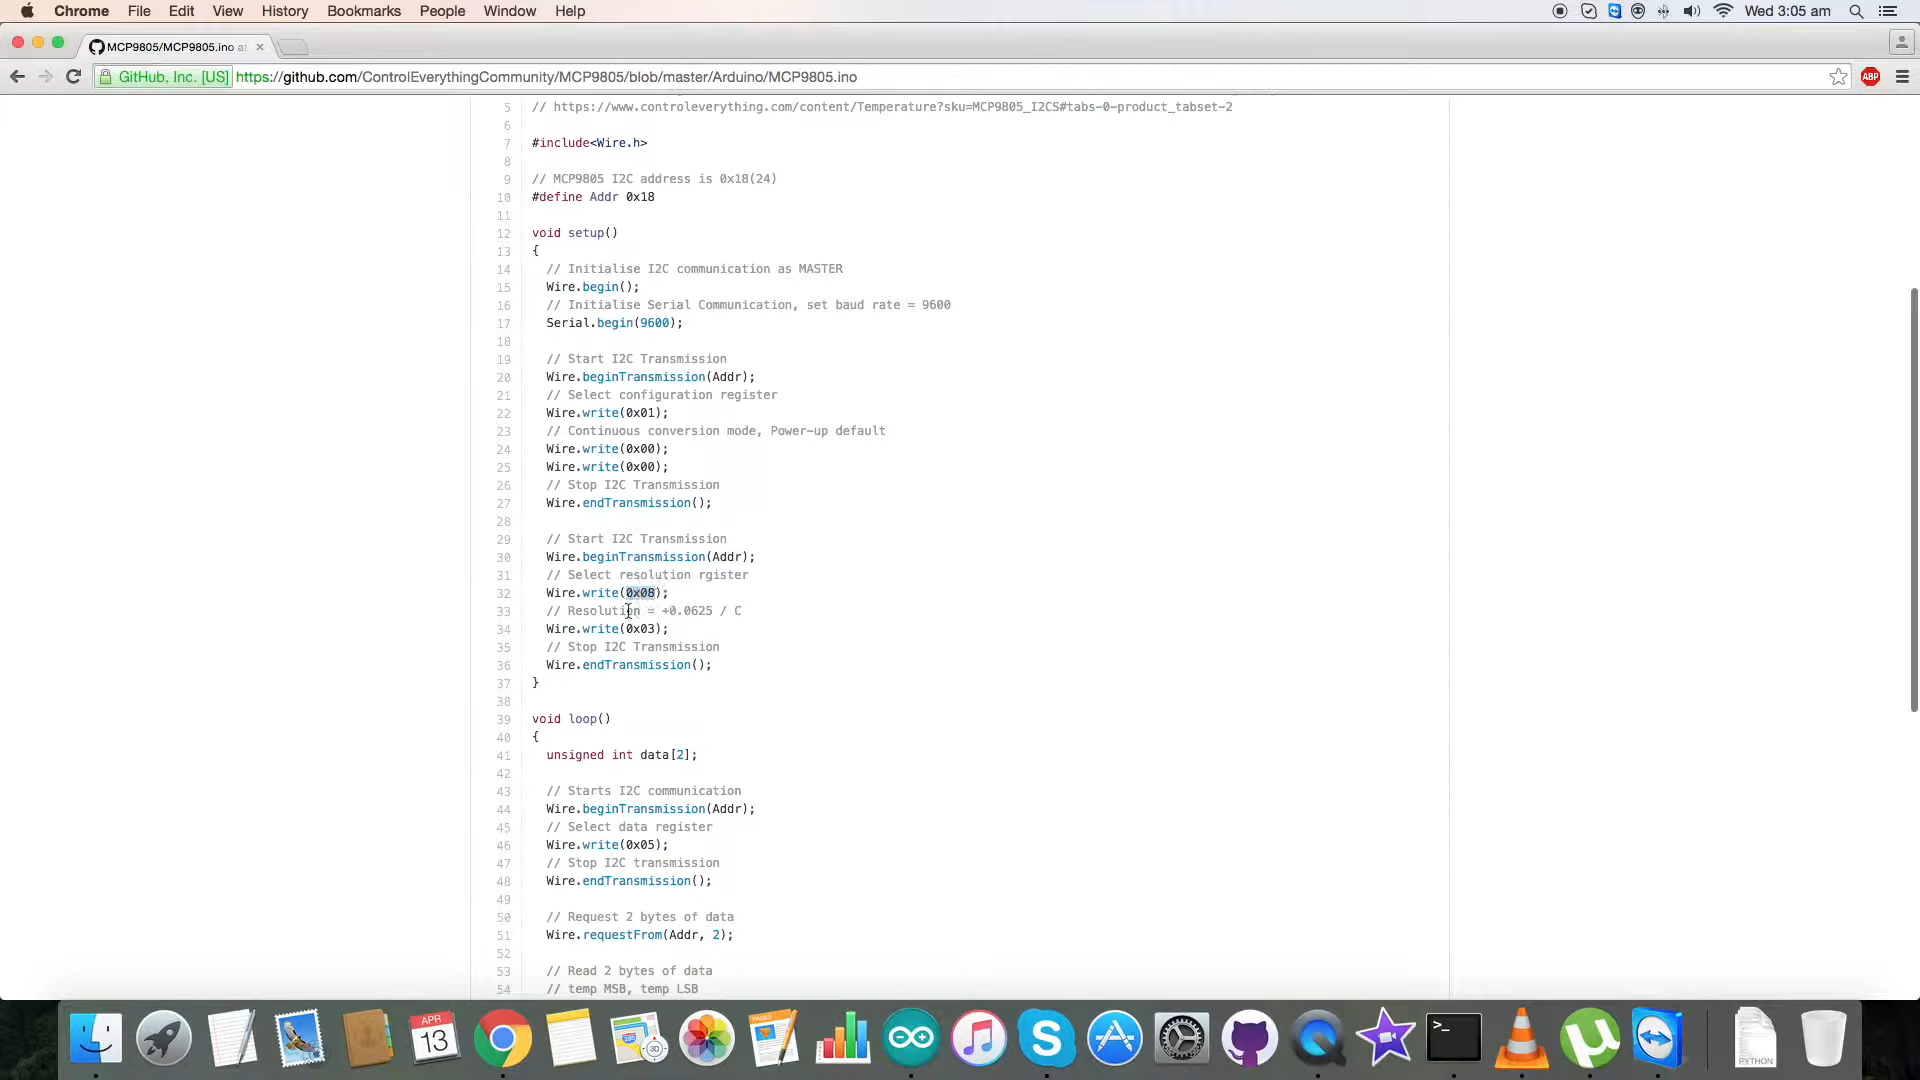 Chrome File Edit View History Bookmarks People Window Help Wed 3:05 am
MCP9805/MCP9805.ino a
GitHub, Inc. [US] https://github.com/ControlEverythingCommunity/MCP9805/blob/master/Arduino/MCP9805.ino ABP
5 // https://www.controleverything.com/content/Temperature?sku=MCP9805_I2CS#tabs-0-product_tabset-2
6
7 #include<Wire.h>
8
9 // MCP9805 I2C address is 0x18(24)
10 #define Addr 0x18
11
12 void setup()
13 {
14 // Initialise I2C communication as MASTER
15 Wire.begin();
16 // Initialise Serial Communication, set baud rate = 9600
17 Serial.begin(9600);
18
19 // Start I2C Transmission
20 Wire.beginTransmission(Addr);
21 // Select configuration register
22 Wire.write(0x01);
23 // Continuous conversion mode, Power-up default
24 Wire.write(0x00);
25 Wire.write(0x00);
26 // Stop I2C Transmission
27 Wire.endTransmission();
28
29 // Start I2C Transmission
30 Wire.beginTransmission(Addr);
31 // Select resolution rgister
32 Wire.write(0x08);
33 // Resolution = +0.0625 / C
34 Wire.write(0x03);
35 // Stop I2C Transmission
36 Wire.endTransmission();
37 }
38
39 void loop()
40 {
41 unsigned int data[2];
42
43 // Starts I2C communication
44 Wire.beginTransmission(Addr);
45 // Select data register
46 Wire.write(0x05);
47 // Stop I2C transmission
48 Wire.endTransmission();
49
50 // Request 2 bytes of data
51 Wire.requestFrom(Addr, 2);
52
53 // Read 2 bytes of data
54 // temp MSB, temp LSB
APR
13
3D
>_
PYTHON